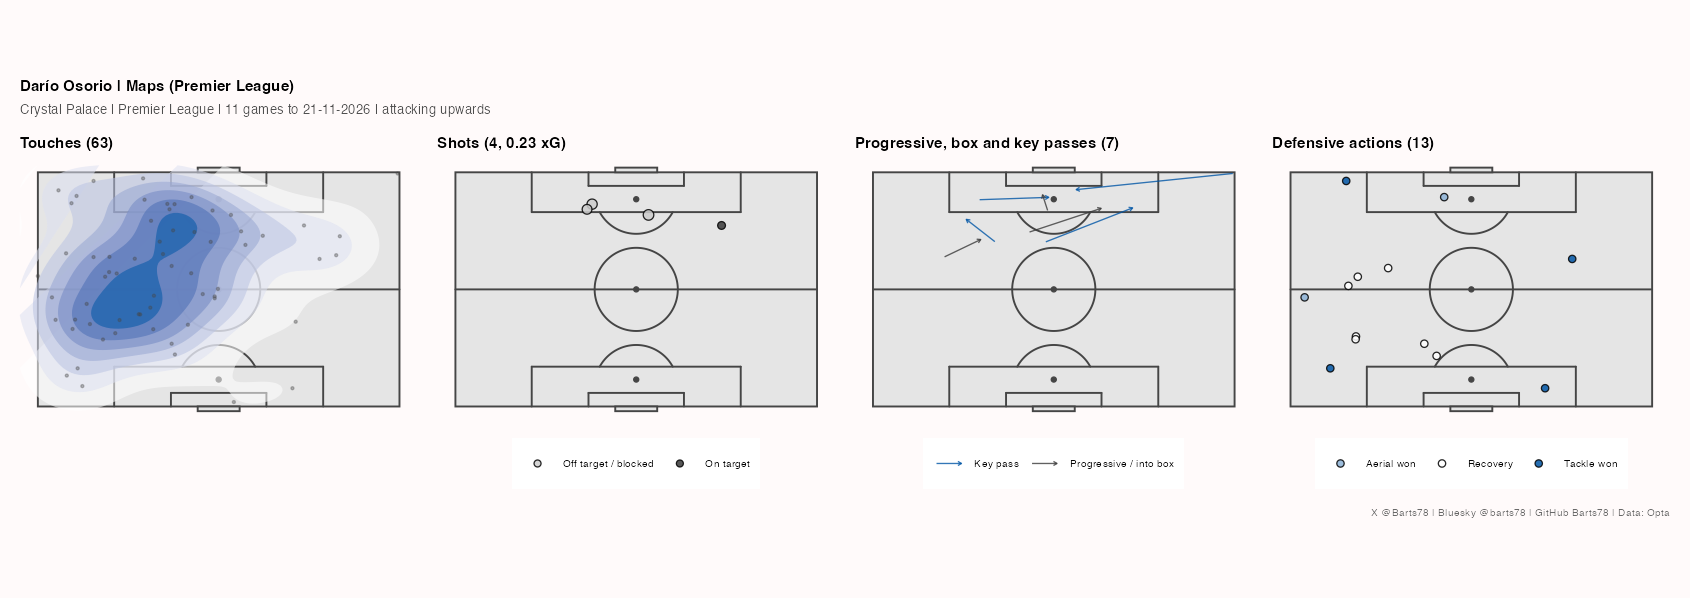 Darío Osorio | Maps (Premier League)
Crystal Palace | Premier League | 11 games to 21-11-2026 | attacking upwards
Touches (63)
Shots (4, 0.23 xG)
Progressive, box and key passes (7)
Defensive actions (13)
Off target / blocked
On target
Key pass
Progressive / into box
Aerial won
Recovery
Tackle won
X @Barts78 | Bluesky @barts78 | GitHub Barts78 | Data: Opta